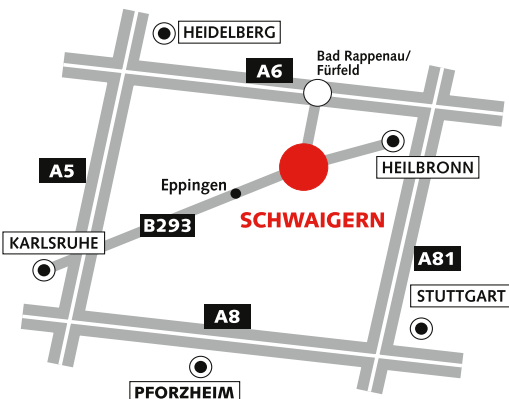 HEIDELBERG
Bad Rappenau/
Fürfeld
A6
HEILBRONN
A5
Eppingen
SCHWAIGERN
B293
KARLSRUHE
A81
STUTTGART
A8
PFORZHEIM